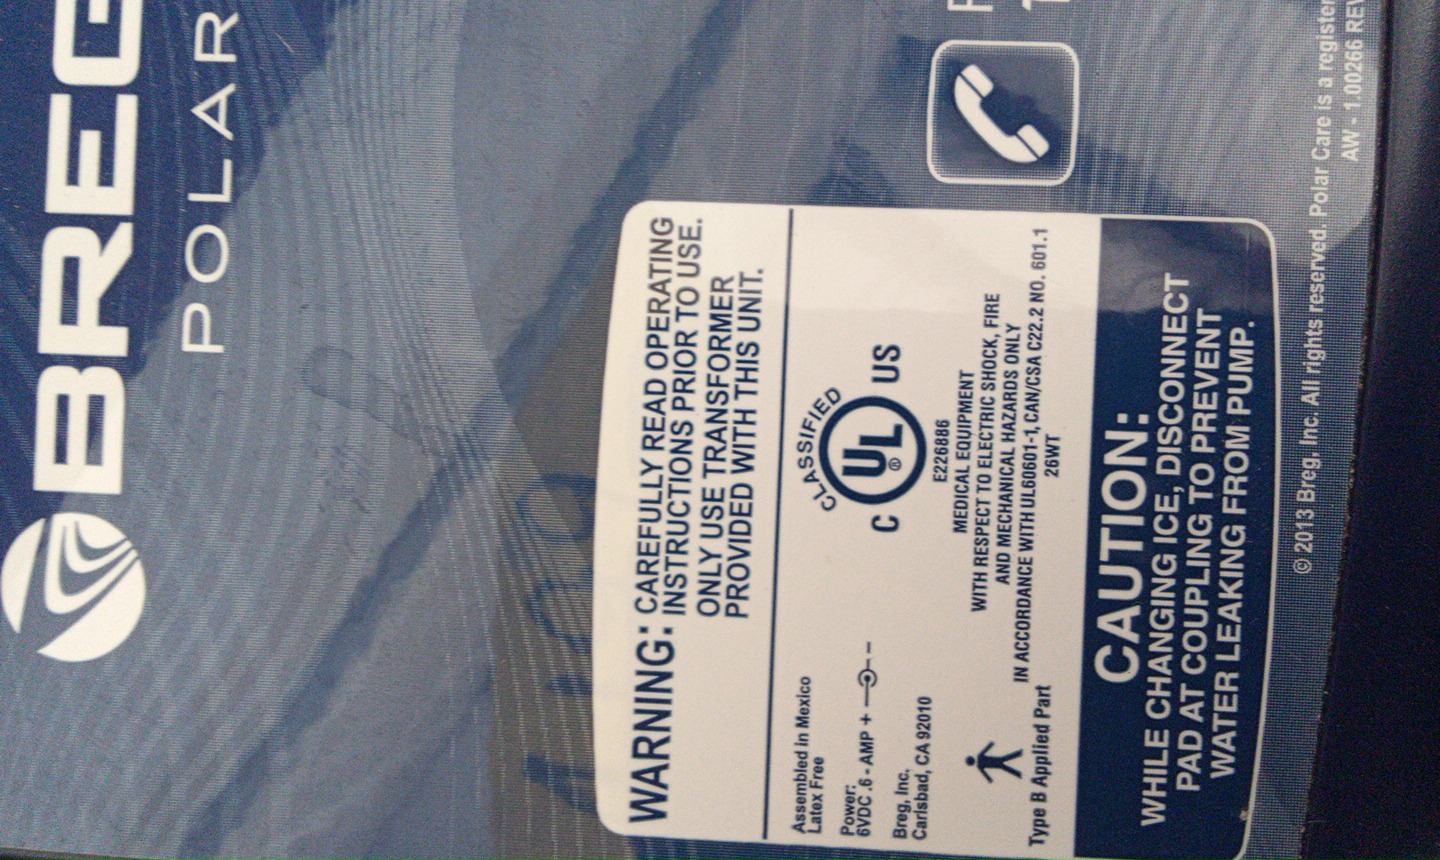 BREG
POLAR
WARNING: CAREFULLY READ OPERATING
INSTRUCTIONS PRIOR TO USE.
ONLY USE TRANSFORMER
PROVIDED WITH THIS UNIT.
Assembled in Mexico
Latex Free
Power:
6VDC .6 - AMP + –
Breg, Inc.
Carlsbad, CA 92010
Type B Applied Part
CLASSIFIED
C UL ® US
E226886
MEDICAL EQUIPMENT
WITH RESPECT TO ELECTRIC SHOCK, FIRE
AND MECHANICAL HAZARDS ONLY
IN ACCORDANCE WITH UL60601-1, CAN/CSA C22.2 NO. 601.1
26WT
CAUTION:
WHILE CHANGING ICE, DISCONNECT
PAD AT COUPLING TO PREVENT
WATER LEAKING FROM PUMP.
© 2013 Breg, Inc. All rights reserved. Polar Care is a register
AW - 1.00266 REV